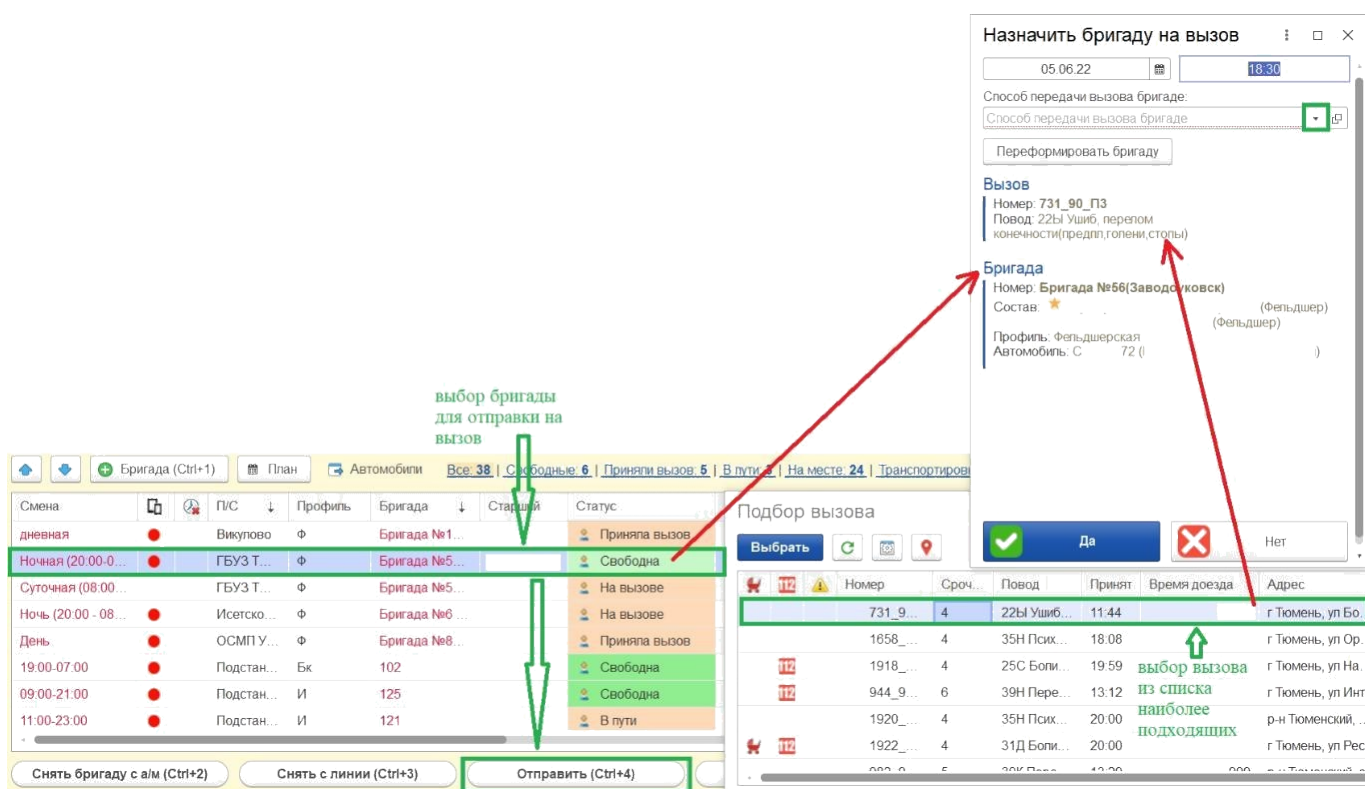 Назначить бригаду на вызов
05.06.22
18:30
Способ передачи вызова бригаде:
Способ передачи вызова бригаде
Переформировать бригаду
Вызов
Номер: 731_90_П3
Повод: 22Ы Ушиб, перелом
конечности(предпл,голени,стопы)
Бригада
Номер: Бригада №56(Заводоуковск)
Состав: (Фельдшер)
(Фельдшер)
Профиль: Фельдшерская
Автомобиль: С 72 ( )
Да
Нет
выбор бригады
для отправки на
вызов
Бригада (Ctrl+1) План Автомобили Все: 38 | Свободные: 6 | Приняли вызов: 5 | В пути: 3 | На месте: 24 | Транспортиров
Смена П/С ↓ Профиль Бригада ↓ Старший Статус
дневная Викулово Ф Бригада №1... Приняла вызов
Ночная (20:00-0... ГБУЗ Т... Ф Бригада №5... Свободна
Суточная (08:00... ГБУЗ Т... Ф Бригада №5... На вызове
Ночь (20:00 - 08... Исетско... Ф Бригада №6 На вызове
День ОСМП У... Ф Бригада №8... Приняла вызов
19:00-07:00 Подстан... Бк 102 Свободна
09:00-21:00 Подстан... И 125 Свободна
11:00-23:00 Подстан... И 121 В пути
Снять бригаду с а/м (Ctrl+2) Снять с линии (Ctrl+3) Отправить (Ctrl+4)
Подбор вызова
Выбрать
112 Номер Сроч... Повод Принят Время доезда Адрес
731_9... 4 22Ы Ушиб... 11:44 г Тюмень, ул Бо...
1658_... 4 35Н Псих... 18:08 г Тюмень, ул Ор...
112 1918_... 4 25С Боли... 19:59 г Тюмень, ул На...
112 944_9... 6 39Н Пере... 13:12 г Тюмень, ул Инт
1920_... 4 35Н Псих... 20:00 р-н Тюменский, ...
112 1922_... 4 31Д Боли... 20:00 г Тюмень, ул Рес
выбор вызова
из списка
наиболее
подходящих